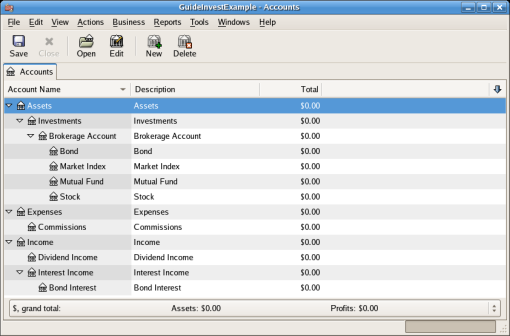 GuideInvestExample - Accounts
File Edit View Actions Business Reports Tools Windows Help
Save Close Open Edit New Delete
Accounts
Account Name Description Total
Assets Assets $0.00
Investments Investments $0.00
Brokerage Account Brokerage Account $0.00
Bond Bond $0.00
Market Index Market Index $0.00
Mutual Fund Mutual Fund $0.00
Stock Stock $0.00
Expenses Expenses $0.00
Commissions Commissions $0.00
Income Income $0.00
Dividend Income Dividend Income $0.00
Interest Income Interest Income $0.00
Bond Interest Bond Interest $0.00
$, grand total: Assets: $0.00 Profits: $0.00